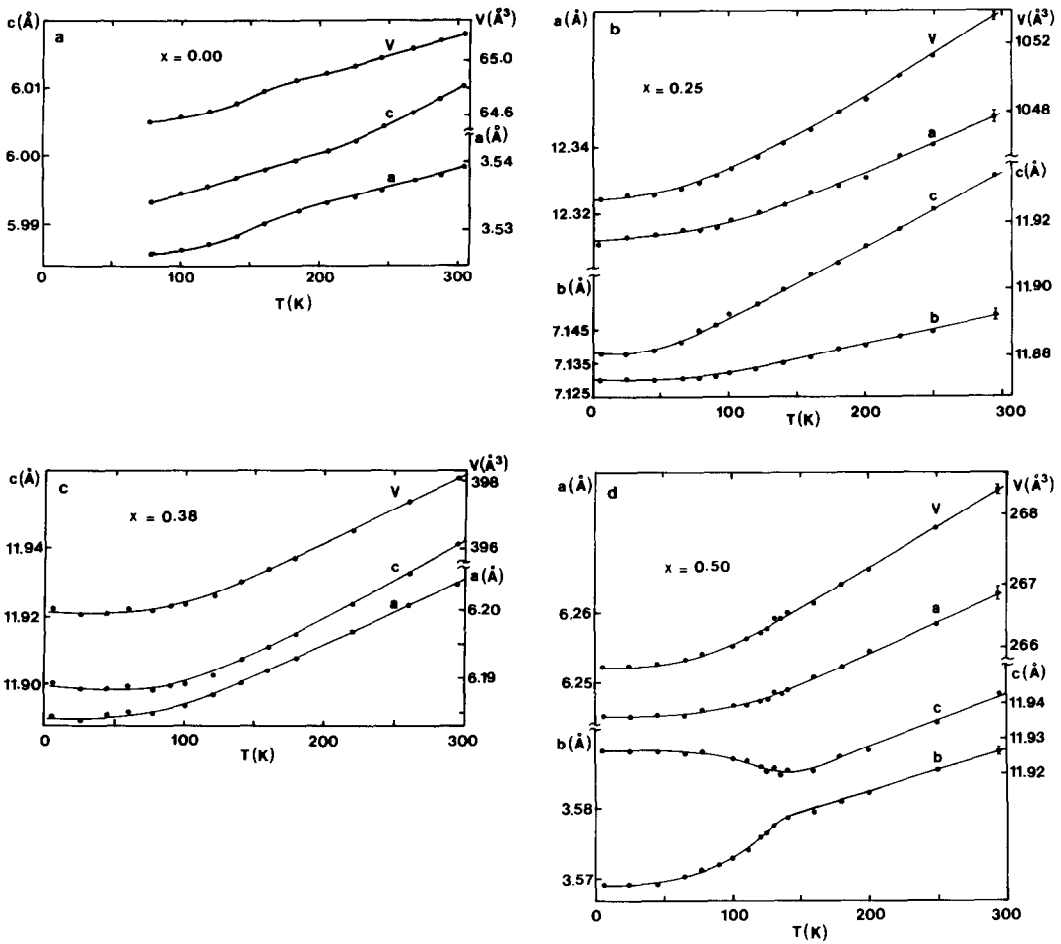 c(Å)
V(Å³)
a
V
x = 0.00
65.0
6.01
c
64.6
a(Å)
6.00
3.54
a
5.99
3.53
0
100
200
300
T(K)
a(Å)
V(Å³)
b
V
1052
x = 0.25
a
1048
12.34
c(Å)
c
12.32
11.92
b(Å)
11.90
b
7.145
7.135
11.88
7.125
0
100
200
300
T(K)
c(Å)
V(Å³)
c
V
398
x = 0.38
11.94
c
396
a(Å)
a
11.92
6.20
11.90
6.19
0
100
200
300
T(K)
a(Å)
V(Å³)
d
V
268
x = 0.50
267
a
6.26
266
c(Å)
6.25
c
11.94
b(Å)
11.93
b
11.92
3.58
3.57
0
100
200
300
T(K)